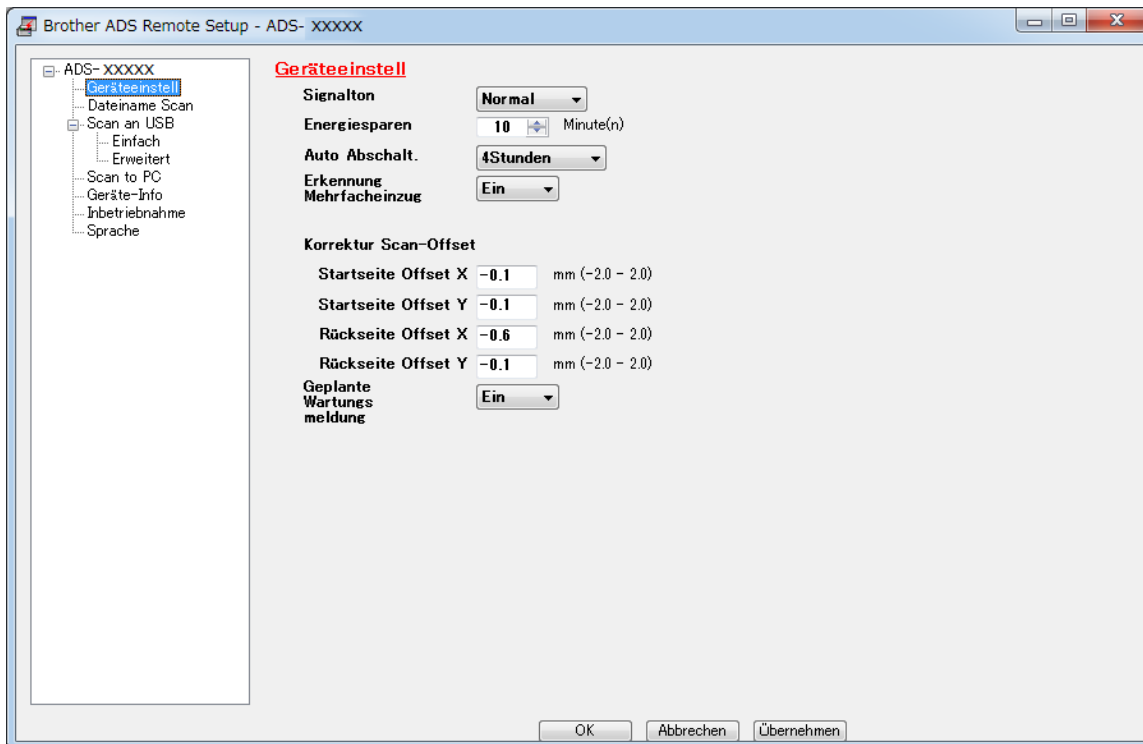 Brother ADS Remote Setup - ADS- XXXXX
ADS- XXXXX
Geräteeinstell
Dateiname Scan
Scan an USB
Einfach
Erweitert
Scan to PC
Geräte-Info
Inbetriebnahme
Sprache
Geräteeinstell
Signalton Normal
Energiesparen 10 Minute(n)
Auto Abschalt. 4Stunden
Erkennung
Mehrfacheinzug Ein
Korrektur Scan-Offset
Startseite Offset X -0.1 mm (-2.0 - 2.0)
Startseite Offset Y -0.1 mm (-2.0 - 2.0)
Rückseite Offset X -0.6 mm (-2.0 - 2.0)
Rückseite Offset Y -0.1 mm (-2.0 - 2.0)
Geplante
Wartungs Ein
meldung
OK Abbrechen Übernehmen